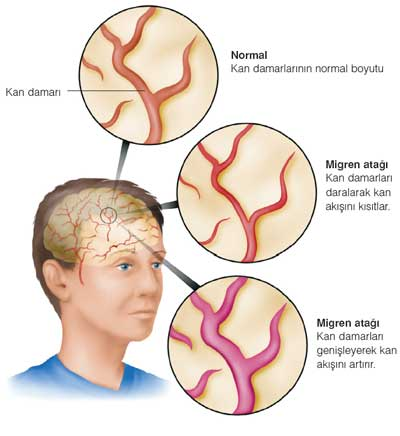 Normal
Kan damarlarının normal boyutu
Kan damarı
Migren atağı
Kan damarları
daralarak kan
akışını kısıtlar.
Migren atağı
Kan damarları
genişleyerek kan
akışını artırır.